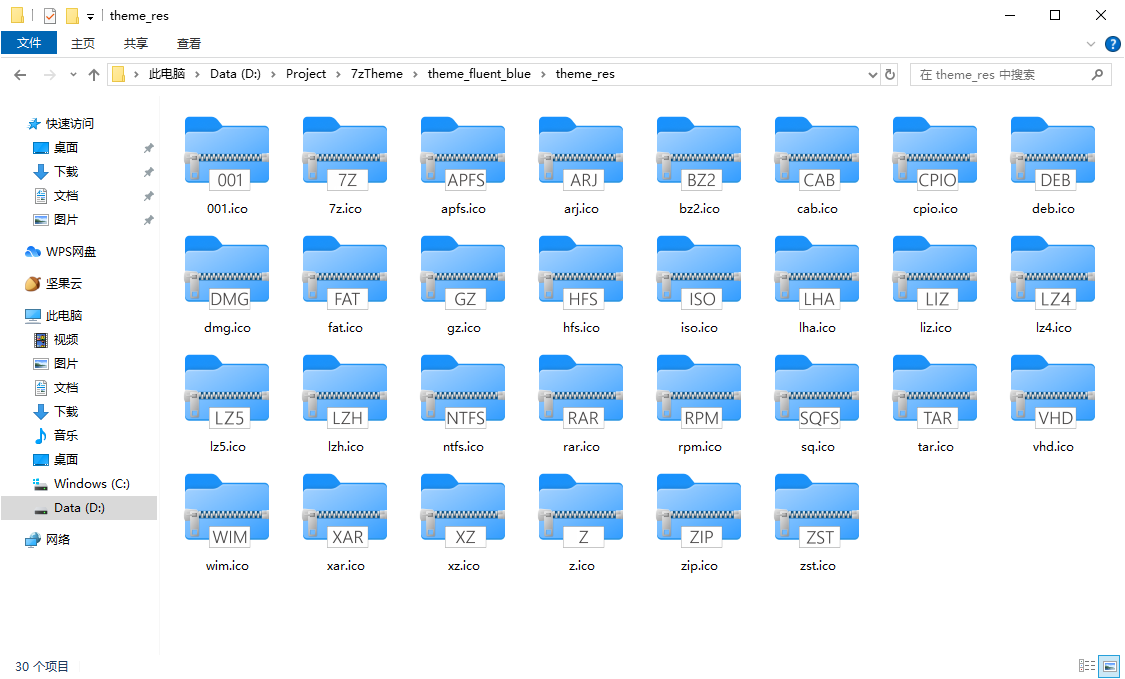 theme_res
文件 主页 共享 查看
此电脑 Data (D:) Project 7zTheme theme_fluent_blue theme_res
在 theme_res 中搜索
快速访问
桌面
下载
文档
图片
WPS网盘
坚果云
此电脑
视频
图片
文档
下载
音乐
桌面
Windows (C:)
Data (D:)
网络
001 7Z APFS ARJ BZ2 CAB CPIO DEB
001.ico 7z.ico apfs.ico arj.ico bz2.ico cab.ico cpio.ico deb.ico
DMG FAT GZ HFS ISO LHA LIZ LZ4
dmg.ico fat.ico gz.ico hfs.ico iso.ico lha.ico liz.ico lz4.ico
LZ5 LZH NTFS RAR RPM SQFS TAR VHD
lz5.ico lzh.ico ntfs.ico rar.ico rpm.ico sq.ico tar.ico vhd.ico
WIM XAR XZ Z ZIP ZST
wim.ico xar.ico xz.ico z.ico zip.ico zst.ico
30 个项目